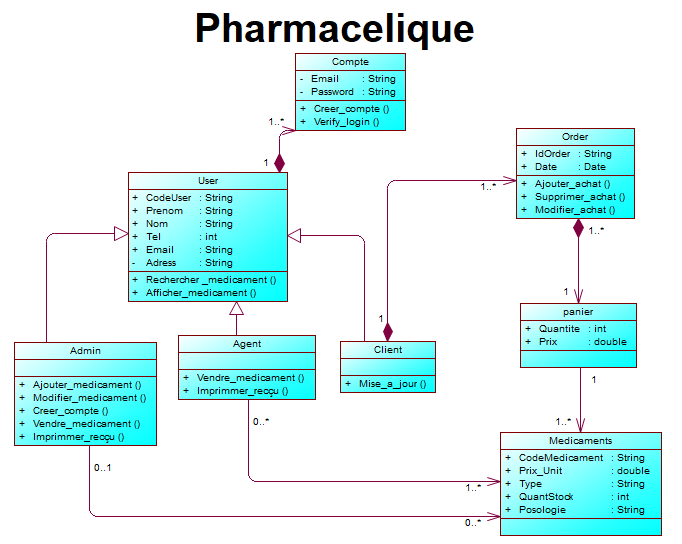 Pharmacelique
Compte
- Email : String
- Password : String
+ Creer_compte ()
+ Verify_login ()
1..*
1
User
+ CodeUser : String
+ Prenom : String
+ Nom : String
+ Tel : int
+ Email : String
- Adress : String
+ Rechercher _medicament ()
+ Afficher_medicament ()
Order
+ IdOrder : String
+ Date : Date
+ Ajouter_achat ()
+ Supprimer_achat ()
+ Modifier_achat ()
1..*
1..*
1
1
panier
+ Quantite : int
+ Prix : double
1
1..*
Admin
+ Ajouter_medicament ()
+ Modifier_medicament ()
+ Creer_compte ()
+ Vendre_medicament ()
+ Imprimmer_recçu ()
0..1
Agent
+ Vendre_medicament ()
+ Imprimmer_recçu ()
0..*
Client
+ Mise_a_jour ()
Medicaments
+ CodeMedicament : String
+ Prix_Unit : double
+ Type : String
+ QuantStock : int
+ Posologie : String
1..*
0..*